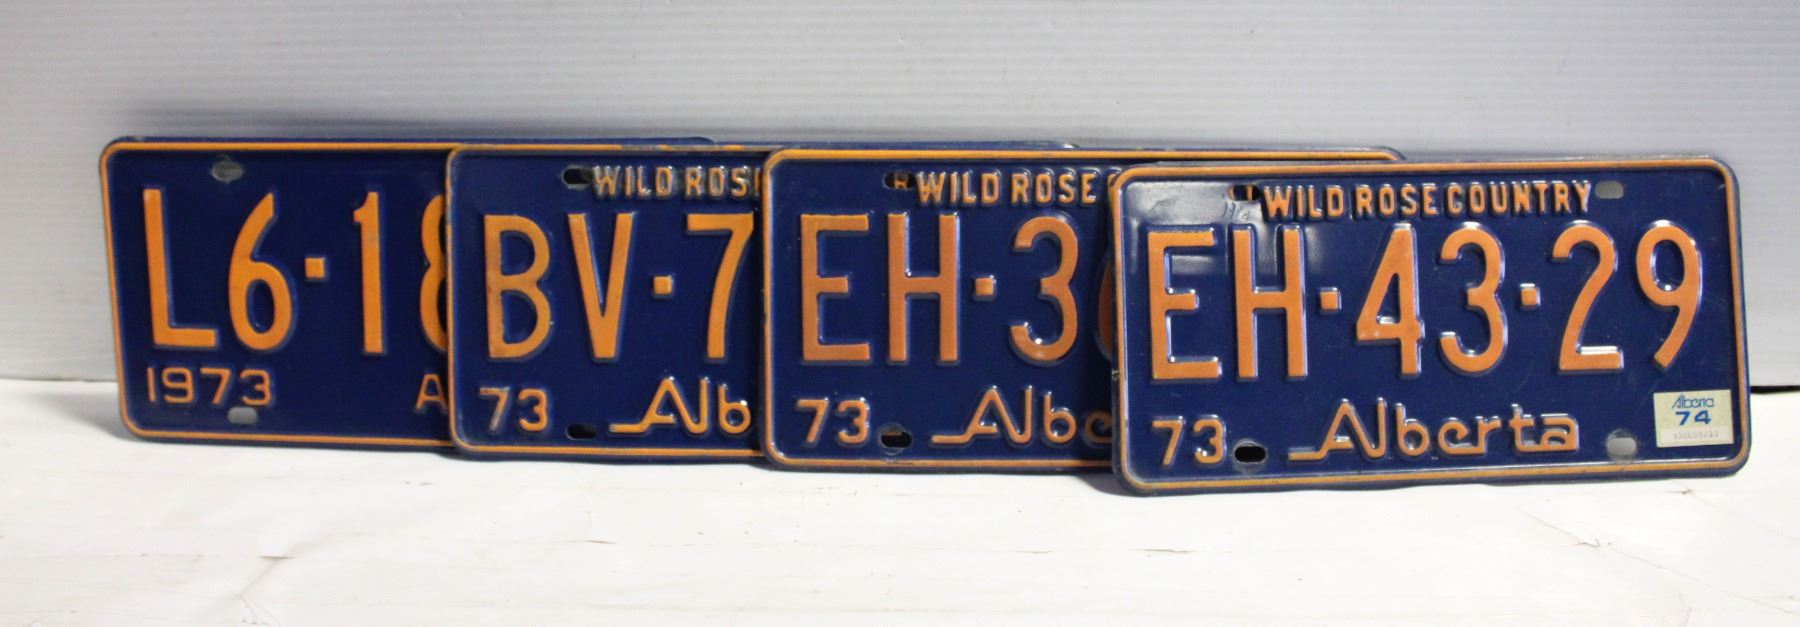 L6·18
1973 A
WILD ROSE
BV·7
73 Alb
WILD ROSE
EH·36
73 Albe
WILD ROSE COUNTRY
EH·43·29
73 Alberta
Alberta
74